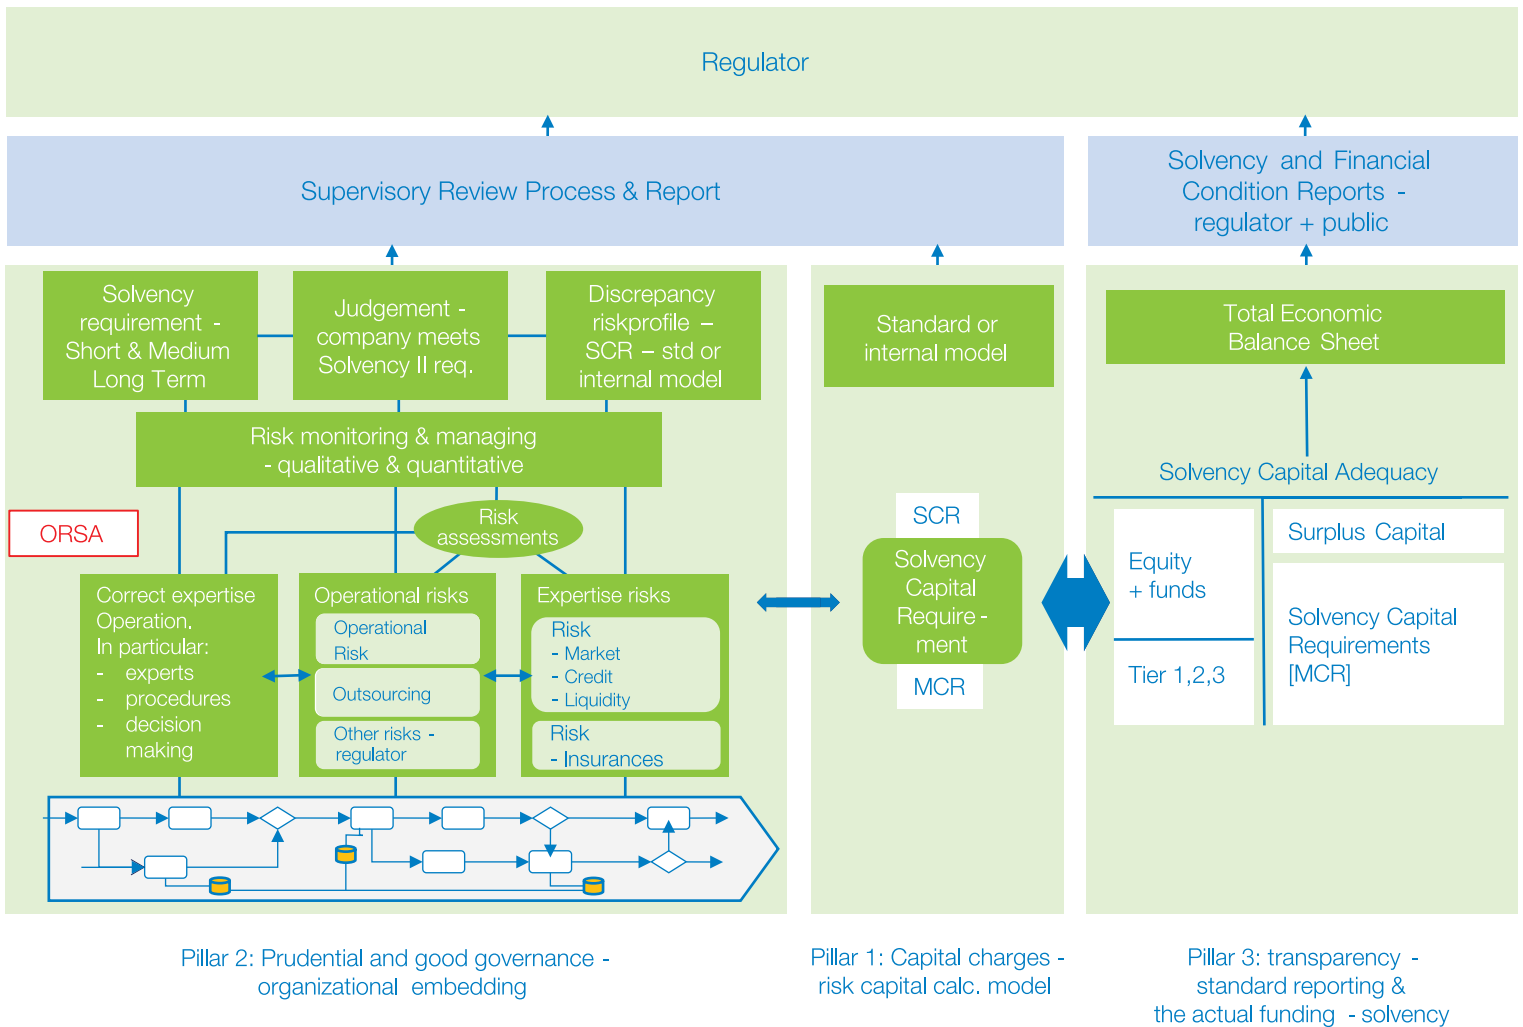 Regulator
Supervisory Review Process & Report
Solvency and Financial
Condition Reports -
regulator + public
Solvency
requirement -
Short & Medium
Long Term
Judgement -
company meets
Solvency II req.
Discrepancy
riskprofile –
SCR – std or
internal model
Risk monitoring & managing
- qualitative & quantitative
ORSA
Risk
assessments
Correct expertise
Operation.
In particular:
- experts
- procedures
- decision
making
Operational risks
Operational
Risk
Outsourcing
Other risks -
regulator
Expertise risks
Risk
- Market
- Credit
- Liquidity
Risk
- Insurances
Standard or
internal model
SCR
Solvency
Capital
Require -
ment
MCR
Total Economic
Balance Sheet
Solvency Capital Adequacy
Equity
+ funds
Tier 1,2,3
Surplus Capital
Solvency Capital
Requirements
[MCR]
Pillar 2: Prudential and good governance -
organizational embedding
Pillar 1: Capital charges -
risk capital calc. model
Pillar 3: transparency -
standard reporting &
the actual funding - solvency